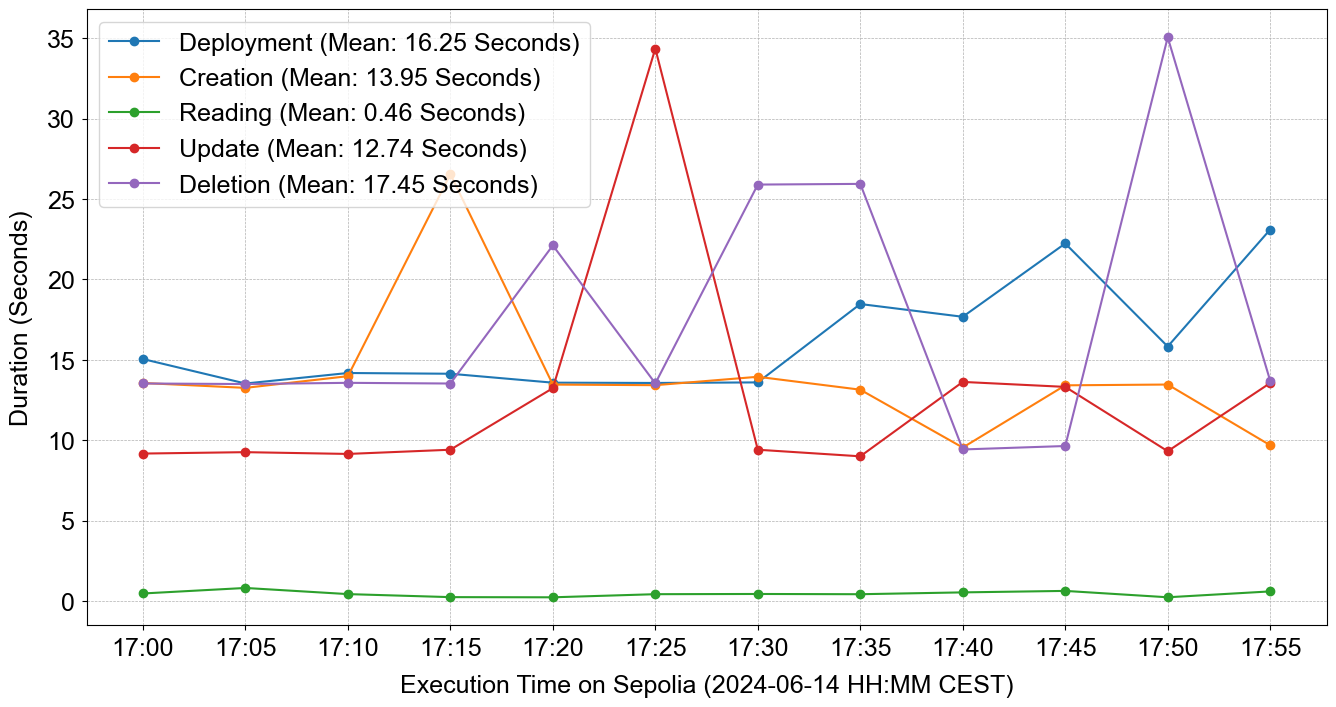 Deployment (Mean: 16.25 Seconds)
Creation (Mean: 13.95 Seconds)
Reading (Mean: 0.46 Seconds)
Update (Mean: 12.74 Seconds)
Deletion (Mean: 17.45 Seconds)
Duration (Seconds)
35
30
25
20
15
10
5
0
17:00 17:05 17:10 17:15 17:20 17:25 17:30 17:35 17:40 17:45 17:50 17:55
Execution Time on Sepolia (2024-06-14 HH:MM CEST)